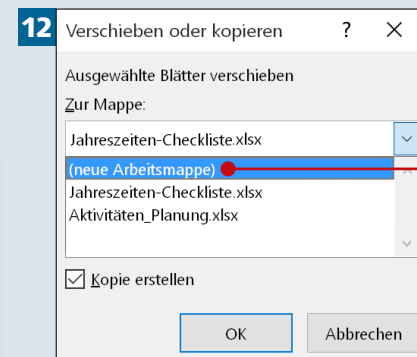 12
Verschieben oder kopieren ? X
Ausgewählte Blätter verschieben
Zur Mappe:
Jahreszeiten-Checkliste.xlsx
(neue Arbeitsmappe)
Jahreszeiten-Checkliste.xlsx
Aktivitäten_Planung.xlsx
Kopie erstellen
OK Abbrechen